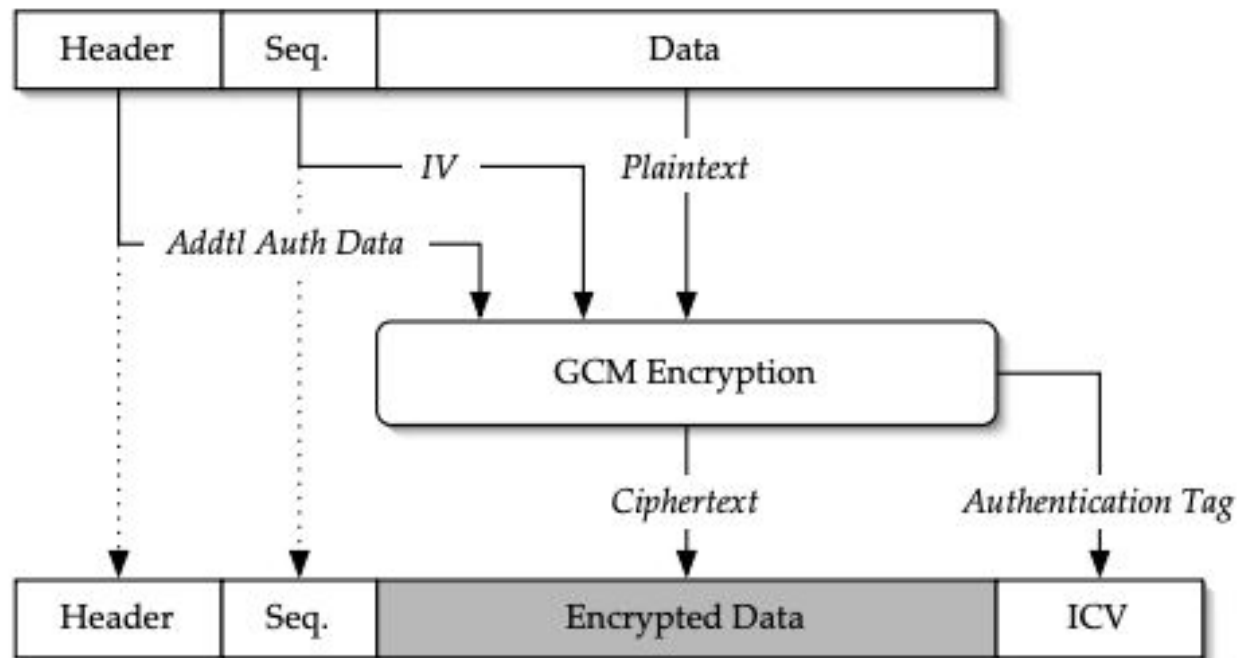 Header Seq. Data
IV Plaintext
Addtl Auth Data
GCM Encryption
Ciphertext Authentication Tag
Header Seq. Encrypted Data ICV